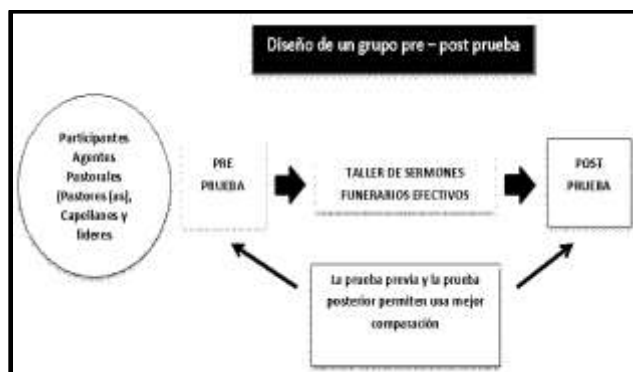 Diseño de un grupo pre – post prueba
Participantes
Agentes
Pastorales
(Pastores (as),
Capellanes y
líderes
PRE
PRUEBA
TALLER DE SERMONES
FUNERARIOS EFECTIVOS
POST
PRUEBA
La prueba previa y la prueba
posterior permiten una mejor
comparación